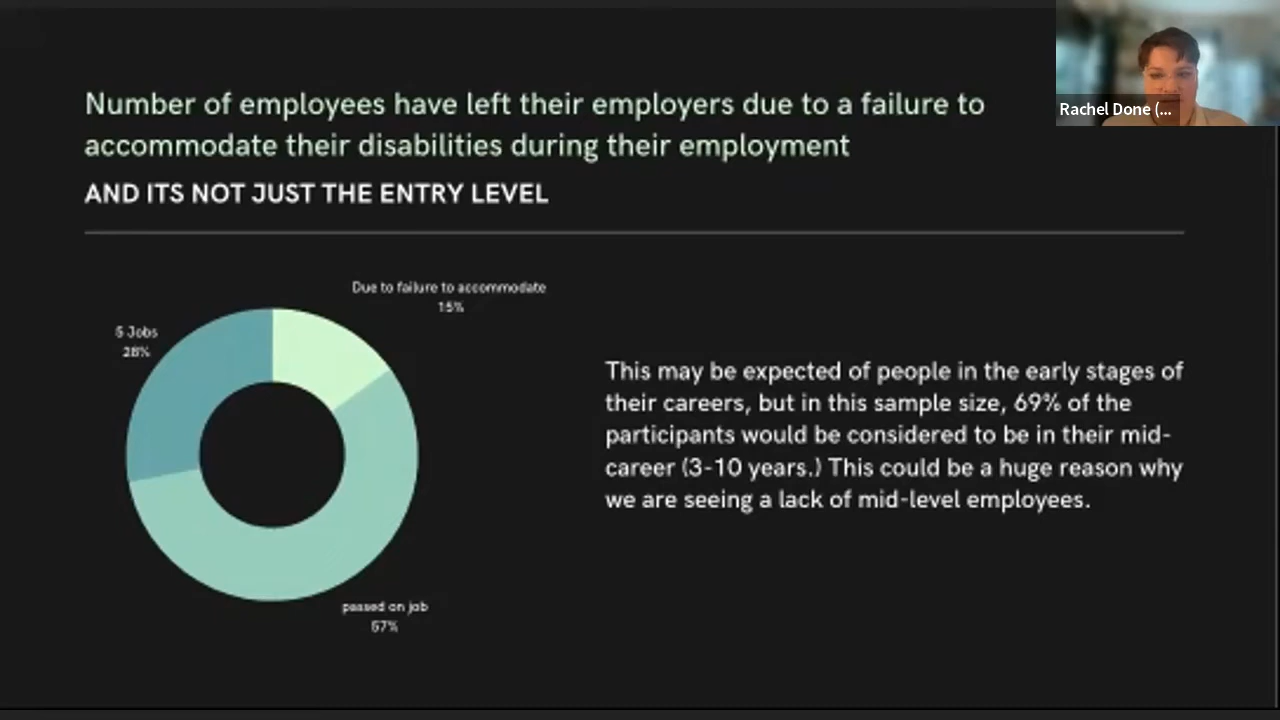 Number of employees have left their employers due to a failure to
accommodate their disabilities during their employment
AND ITS NOT JUST THE ENTRY LEVEL
Rachel Done (...
Due to failure to accommodate
15%
5 Jobs
28%
This may be expected of people in the early stages of
their careers, but in this sample size, 69% of the
participants would be considered to be in their mid-
career (3-10 years.) This could be a huge reason why
we are seeing a lack of mid-level employees.
passed on job
57%